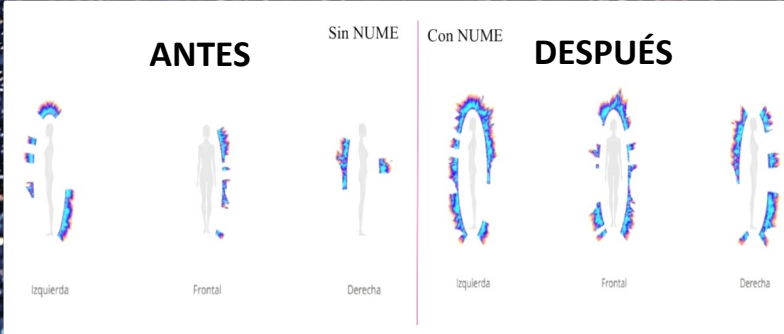 Sin NUME
ANTES
Izquierda
Frontal
Derecha
Con NUME
DESPUÉS
Izquierda
Frontal
Derecha